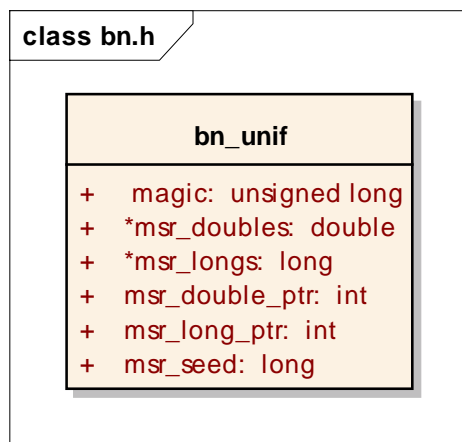 class bn.h
bn_unif
+ magic: unsigned long
+ *msr_doubles: double
+ *msr_longs: long
+ msr_double_ptr: int
+ msr_long_ptr: int
+ msr_seed: long